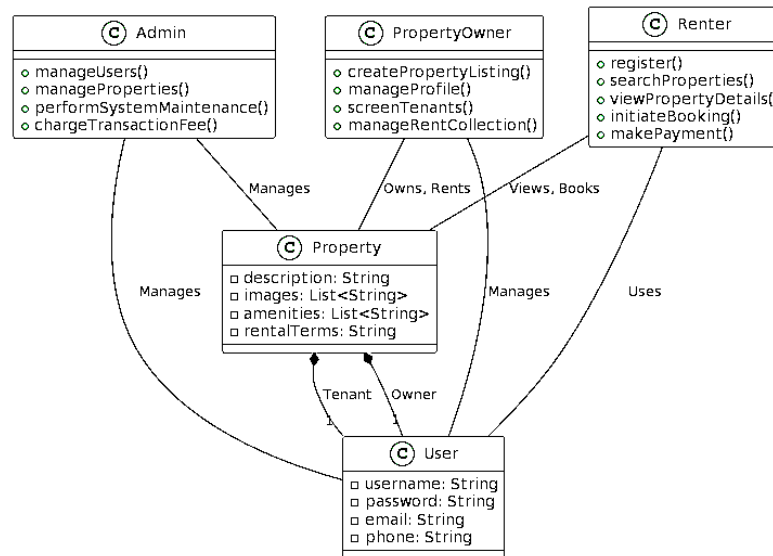 C Admin
manageUsers()
manageProperties()
performSystemMaintenance()
chargeTransactionFee()
C PropertyOwner
createPropertyListing()
manageProfile()
screenTenants()
manageRentCollection()
C Renter
register()
searchProperties()
viewPropertyDetails()
initiateBooking()
makePayment()
Manages
Owns, Rents
Views, Books
C Property
description: String
images: List<String>
amenities: List<String>
rentalTerms: String
Manages
Manages
Uses
Tenant
Owner
1
1
C User
username: String
password: String
email: String
phone: String